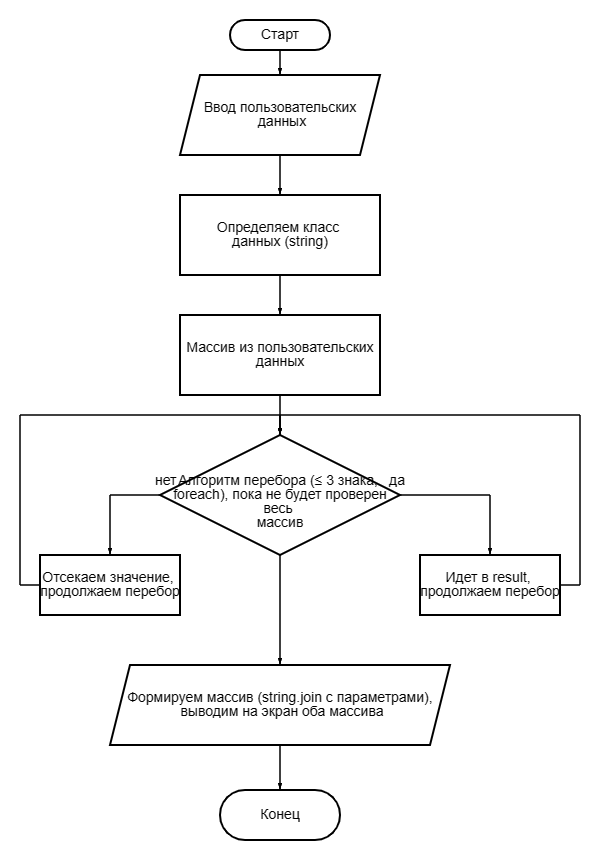 Старт
Ввод пользовательских
данных
Определяем класс
данных (string)
Массив из пользовательских
данных
нет
Алгоритм перебора (≤ 3 знака,
да
foreach), пока не будет проверен
весь
массив
Отсекаем значение,
продолжаем перебор
Идет в result,
продолжаем перебор
Формируем массив (string.join с параметрами),
выводим на экран оба массива
Конец